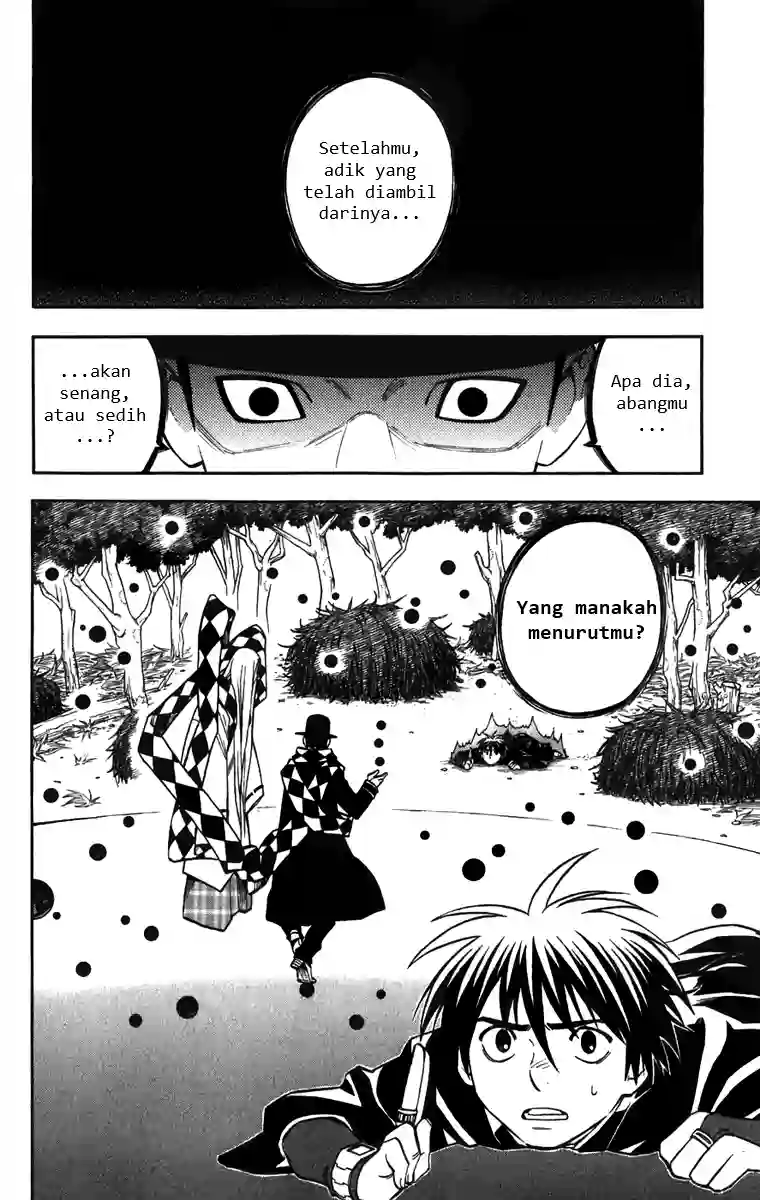 Setelahmu,
adik yang
telah diambil
darinya...
Apa dia,
abangmu
...
...akan
senang,
atau sedih
...?
Yang manakah
menurutmu?